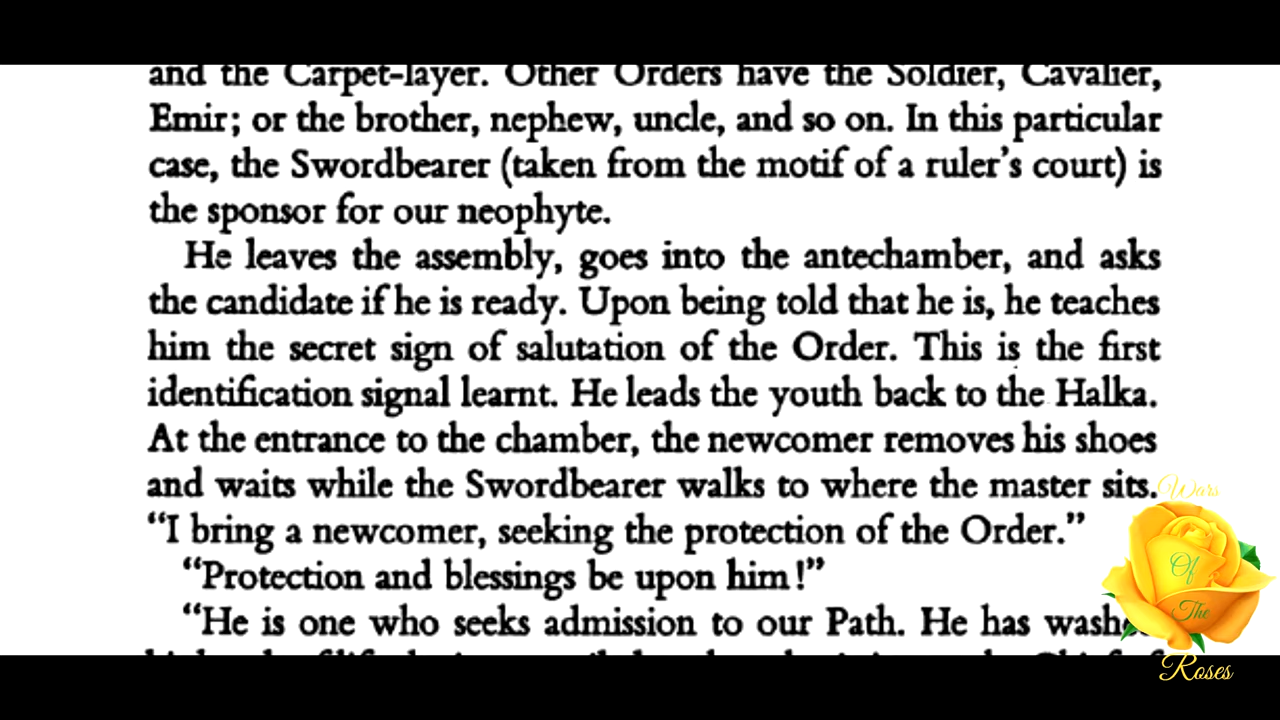 and the Carpet-layer. Other Orders have the Soldier, Cavalier,
Emir; or the brother, nephew, uncle, and so on. In this particular
case, the Swordbearer (taken from the motif of a ruler's court) is
the sponsor for our neophyte.
He leaves the assembly, goes into the antechamber, and asks
the candidate if he is ready. Upon being told that he is, he teaches
him the secret sign of salutation of the Order. This is the first
identification signal learnt. He leads the youth back to the Halka.
At the entrance to the chamber, the newcomer removes his shoes
and waits while the Swordbearer walks to where the master sits.
“I bring a newcomer, seeking the protection of the Order.”
“Protection and blessings be upon him!”
“He is one who seeks admission to our Path. He has
Wars
Of
The
Roses